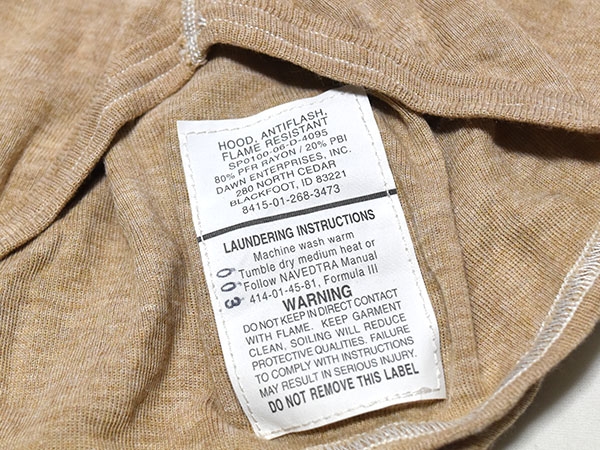 HOOD, ANTIFLASH,
FLAME RESISTANT
SP0100-06-D-4095
80% PFR RAYON / 20% PBI
DAWN ENTERPRISES, INC.
280 NORTH CEDAR
BLACKFOOT, ID 83221
8415-01-268-3473
LAUNDERING INSTRUCTIONS
Machine wash warm
Tumble dry medium heat or
Follow NAVEDTRA Manual
414-01-45-81, Formula III
003
WARNING
DO NOT KEEP IN DIRECT CONTACT
WITH FLAME. KEEP GARMENT
CLEAN, SOILING WILL REDUCE
PROTECTIVE QUALITIES. FAILURE
TO COMPLY WITH INSTRUCTIONS
MAY RESULT IN SERIOUS INJURY.
DO NOT REMOVE THIS LABEL